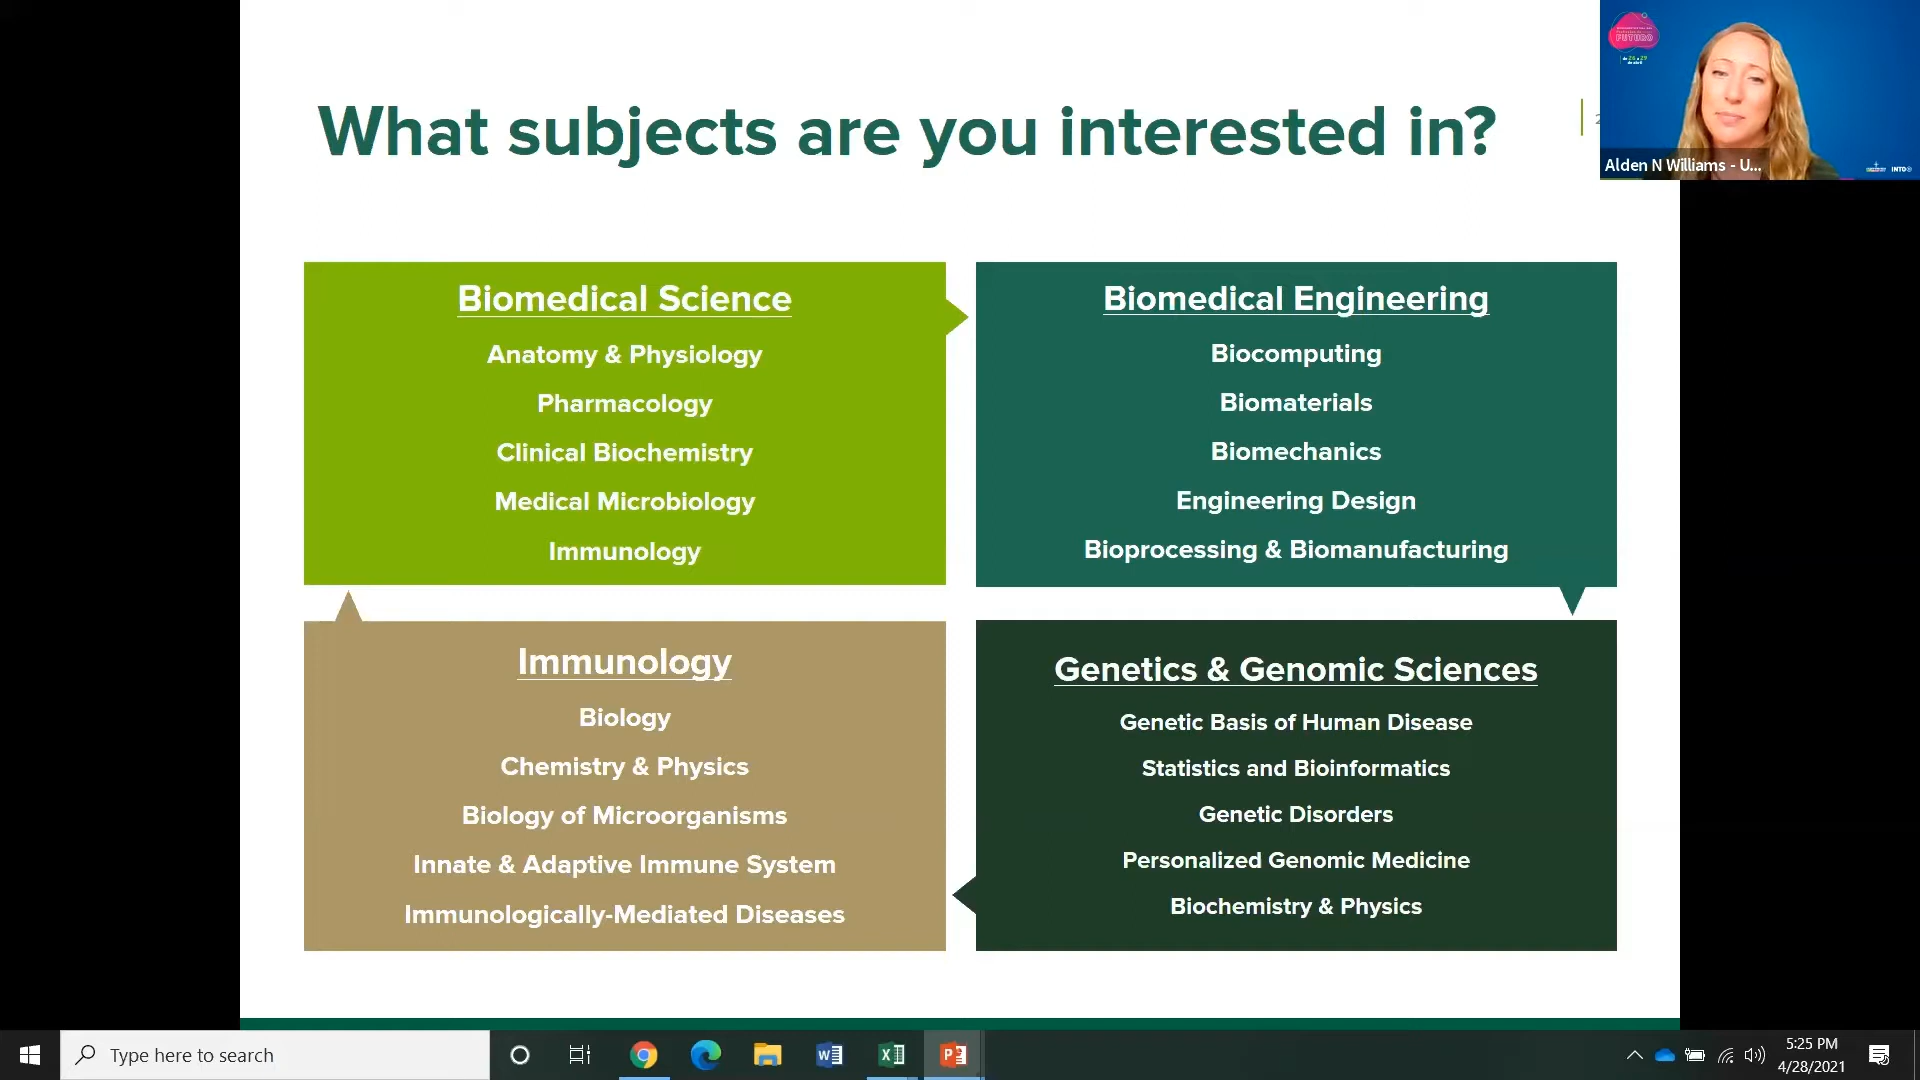 What subjects are you interested in?
FUTURO
Alden N Williams - U...
INTO
Biomedical Science
Anatomy & Physiology
Pharmacology
Clinical Biochemistry
Medical Microbiology
Immunology
Biomedical Engineering
Biocomputing
Biomaterials
Biomechanics
Engineering Design
Bioprocessing & Biomanufacturing
Immunology
Biology
Chemistry & Physics
Biology of Microorganisms
Innate & Adaptive Immune System
Immunologically-Mediated Diseases
Genetics & Genomic Sciences
Genetic Basis of Human Disease
Statistics and Bioinformatics
Genetic Disorders
Personalized Genomic Medicine
Biochemistry & Physics
Type here to search
5:25 PM
4/28/2021